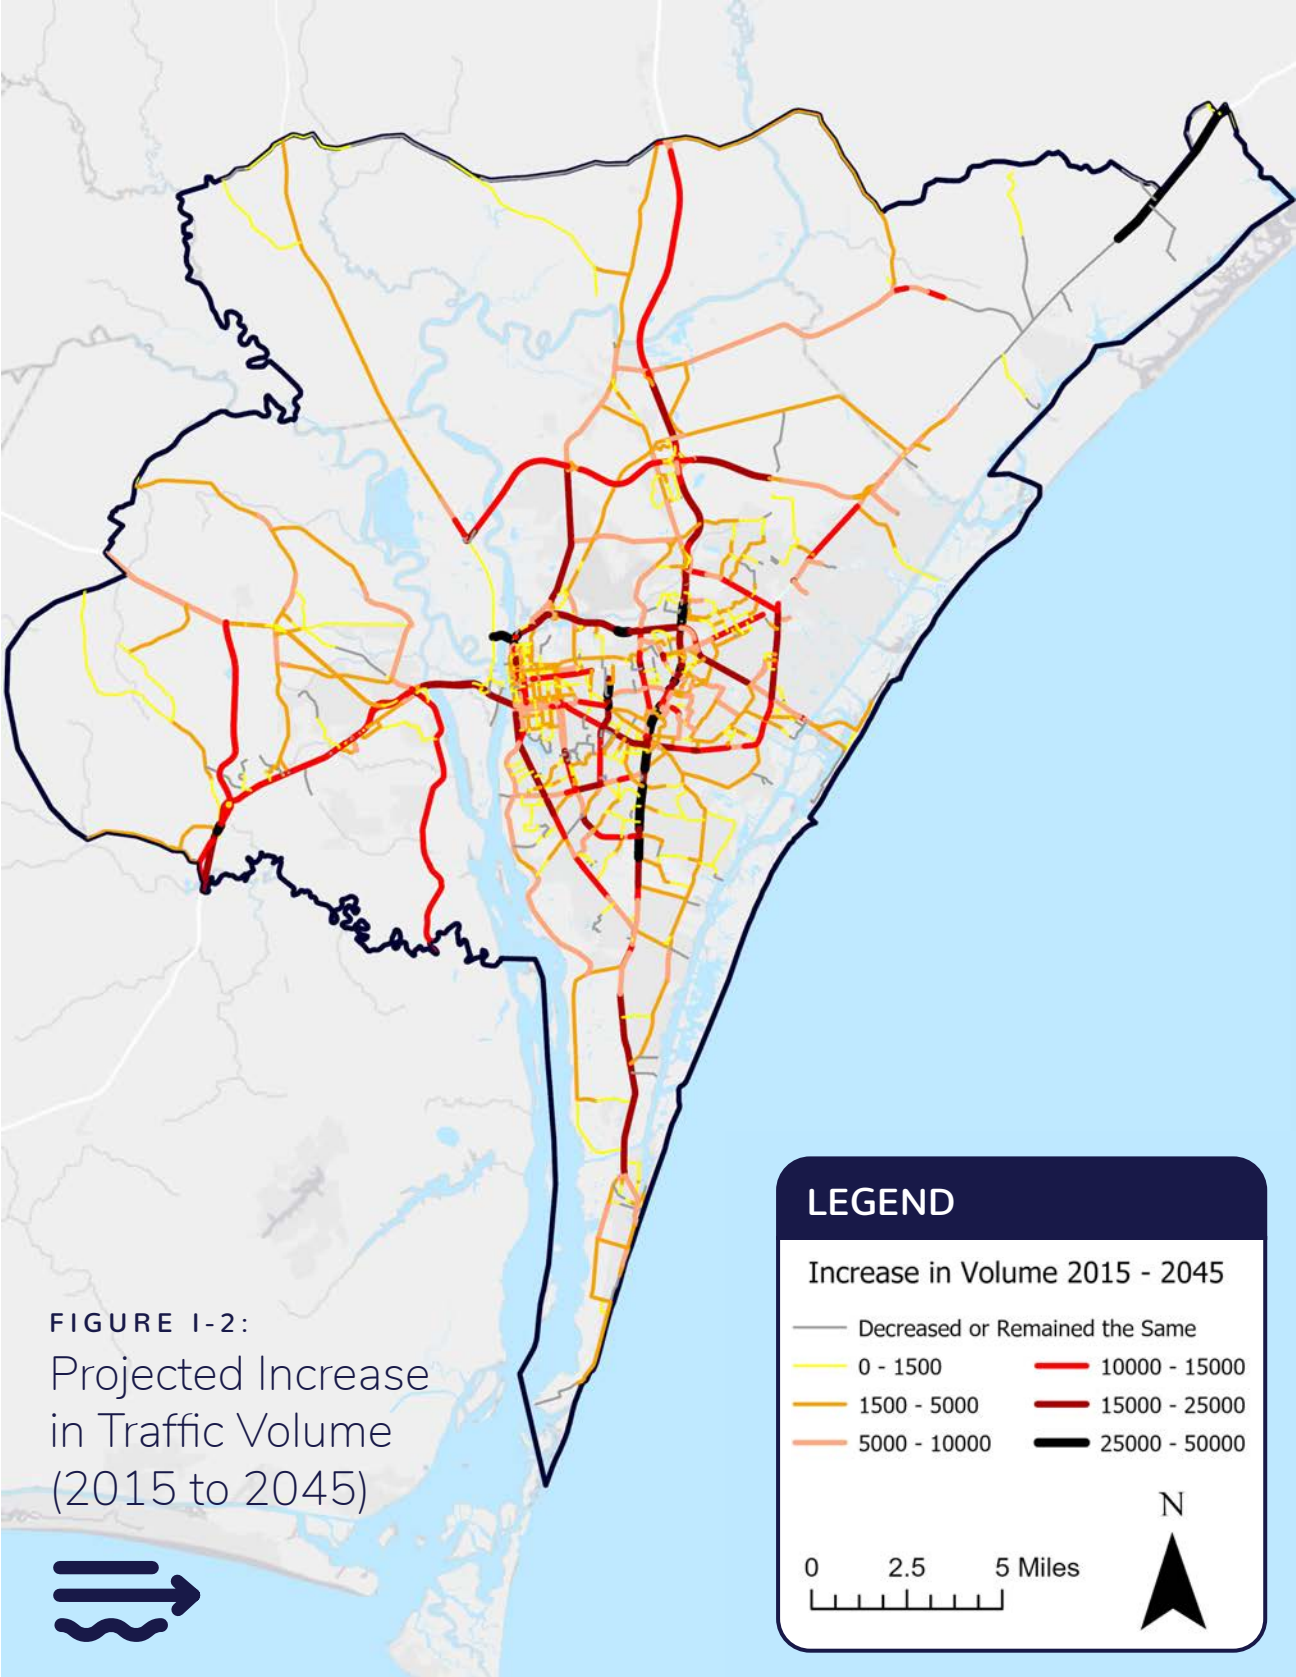 LEGEND
Increase in Volume 2015 - 2045
Decreased or Remained the Same
0 - 1500
10000 - 15000
1500 - 5000
15000 - 25000
5000 - 10000
25000 - 50000
N
0 2.5 5 Miles
FIGURE I-2:
Projected Increase
in Traffic Volume
(2015 to 2045)